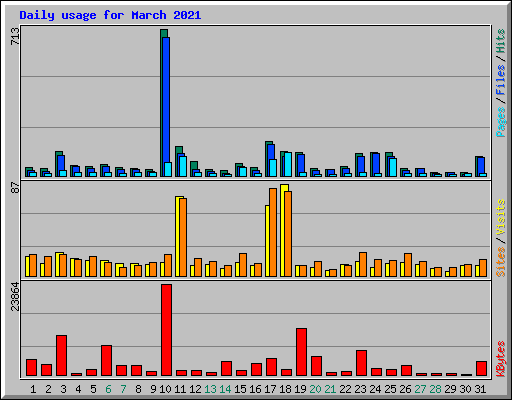 Daily usage for March 2021
713
Pages / Files / Hits
87
Sites / Visits
23864
KBytes
1 2 3 4 5 6 7 8 9 10 11 12 13 14 15 16 17 18 19 20 21 22 23 24 25 26 27 28 29 30 31